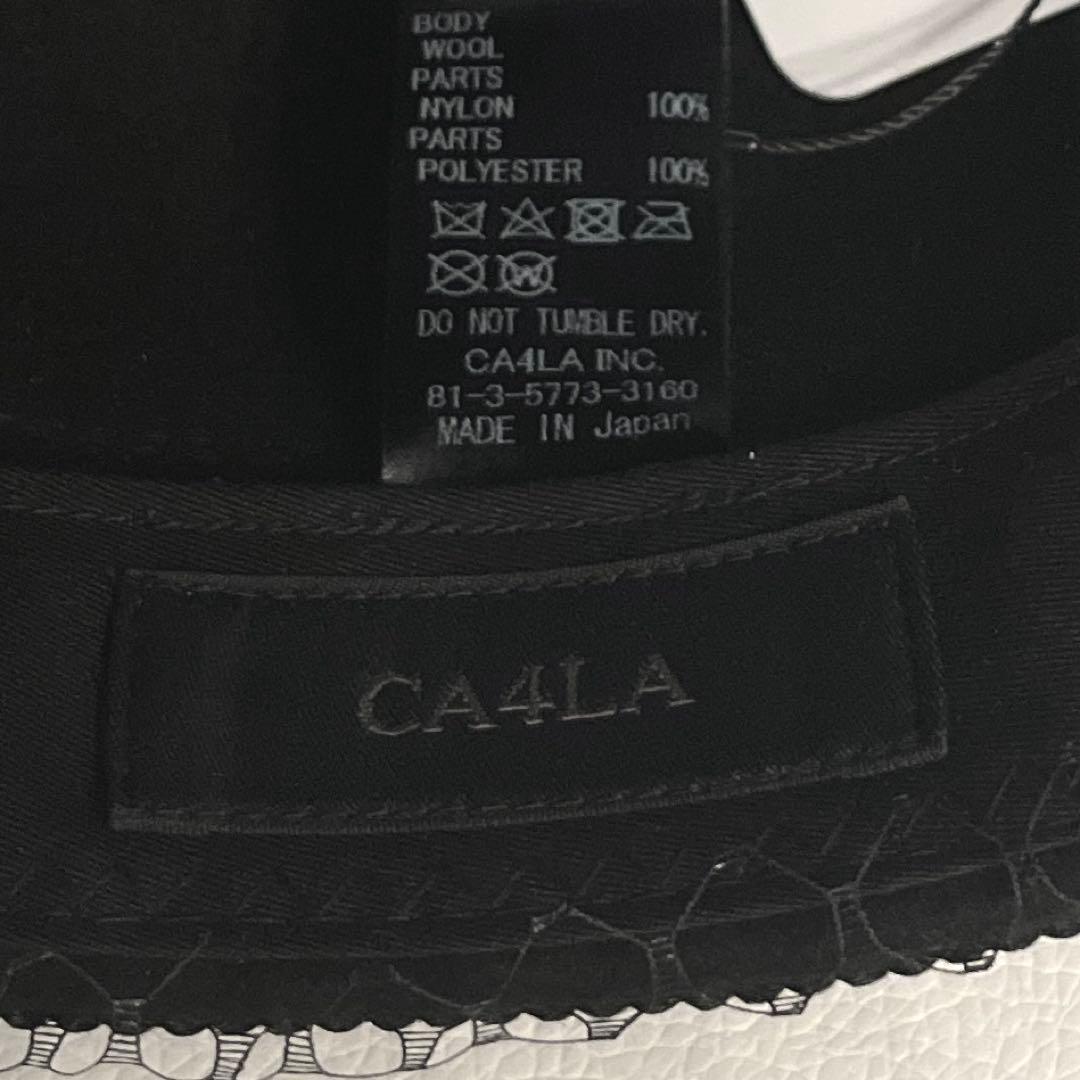 BODY
WOOL
PARTS
NYLON 100%
PARTS
POLYESTER 100%
W
DO NOT TUMBLE DRY.
CA4LA INC.
81-3-5773-3160
MADE IN Japan
CA4LA